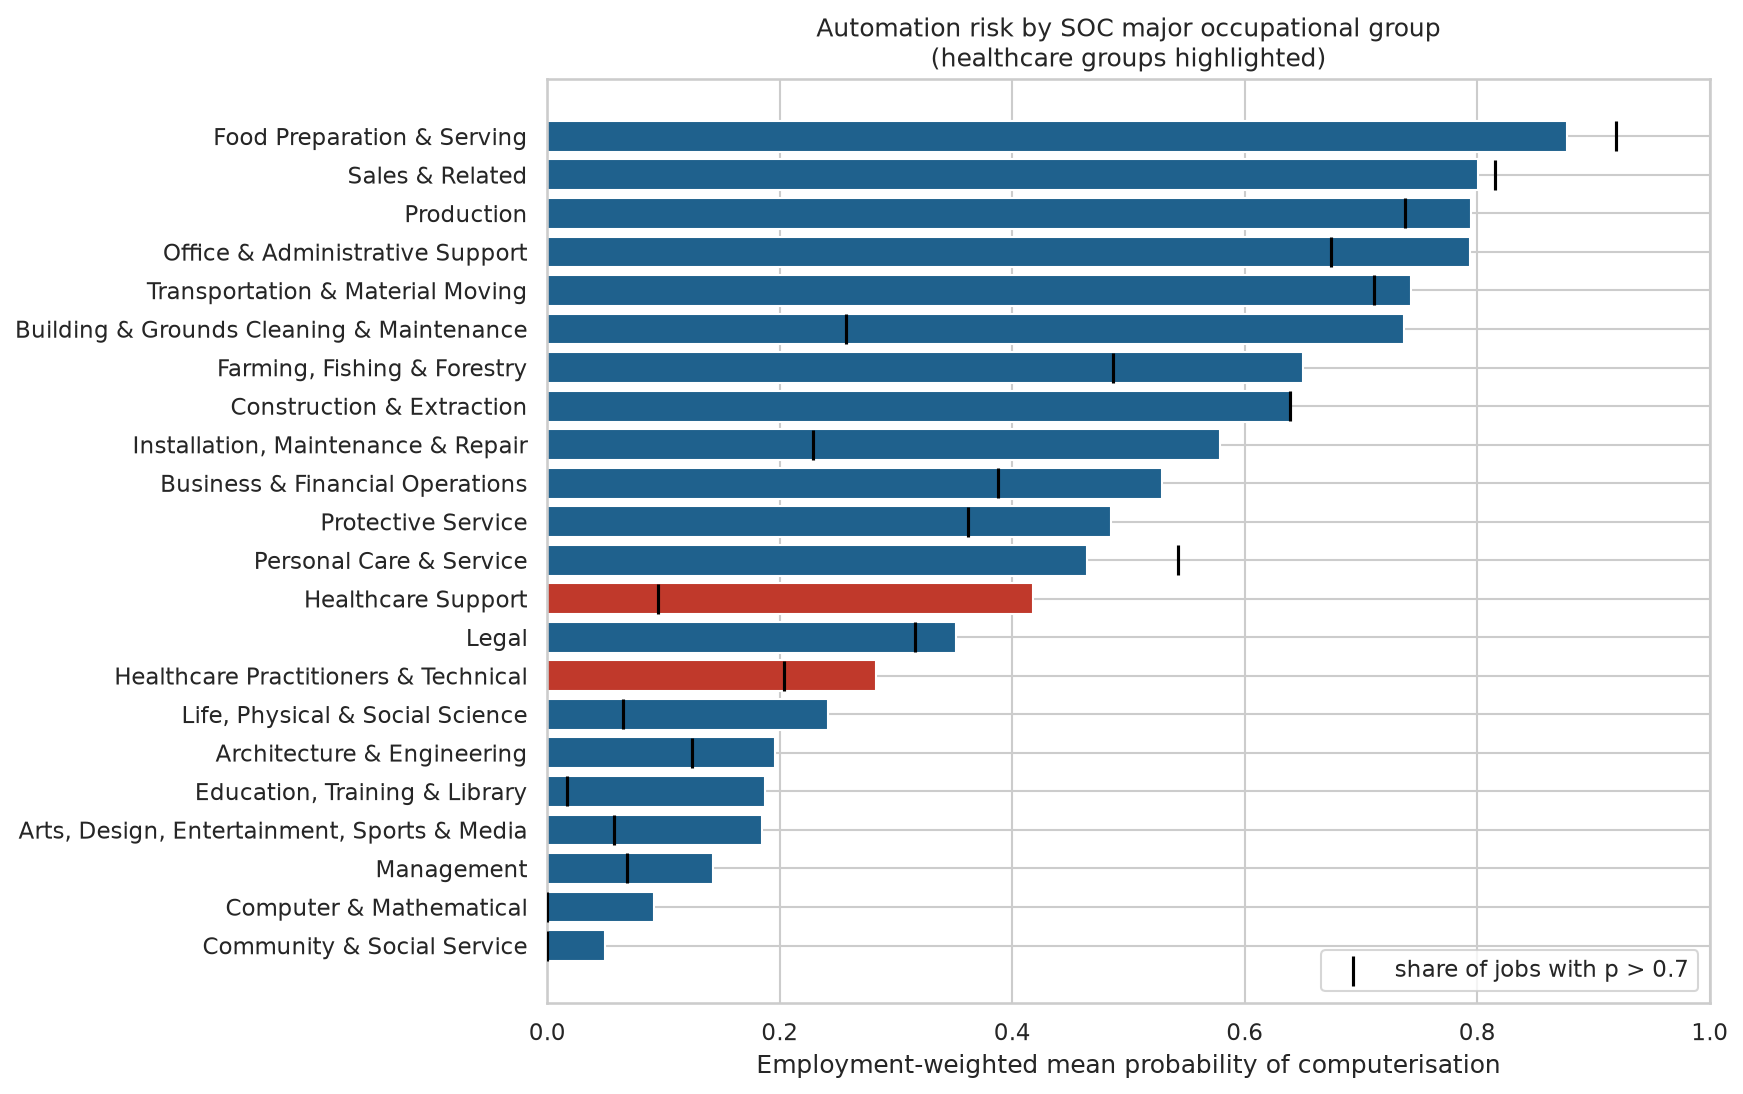 Automation risk by SOC major occupational group
(healthcare groups highlighted)
Food Preparation & Serving
Sales & Related
Production
Office & Administrative Support
Transportation & Material Moving
Building & Grounds Cleaning & Maintenance
Farming, Fishing & Forestry
Construction & Extraction
Installation, Maintenance & Repair
Business & Financial Operations
Protective Service
Personal Care & Service
Healthcare Support
Legal
Healthcare Practitioners & Technical
Life, Physical & Social Science
Architecture & Engineering
Education, Training & Library
Arts, Design, Entertainment, Sports & Media
Management
Computer & Mathematical
Community & Social Service
share of jobs with p > 0.7
0.0 0.2 0.4 0.6 0.8 1.0
Employment-weighted mean probability of computerisation